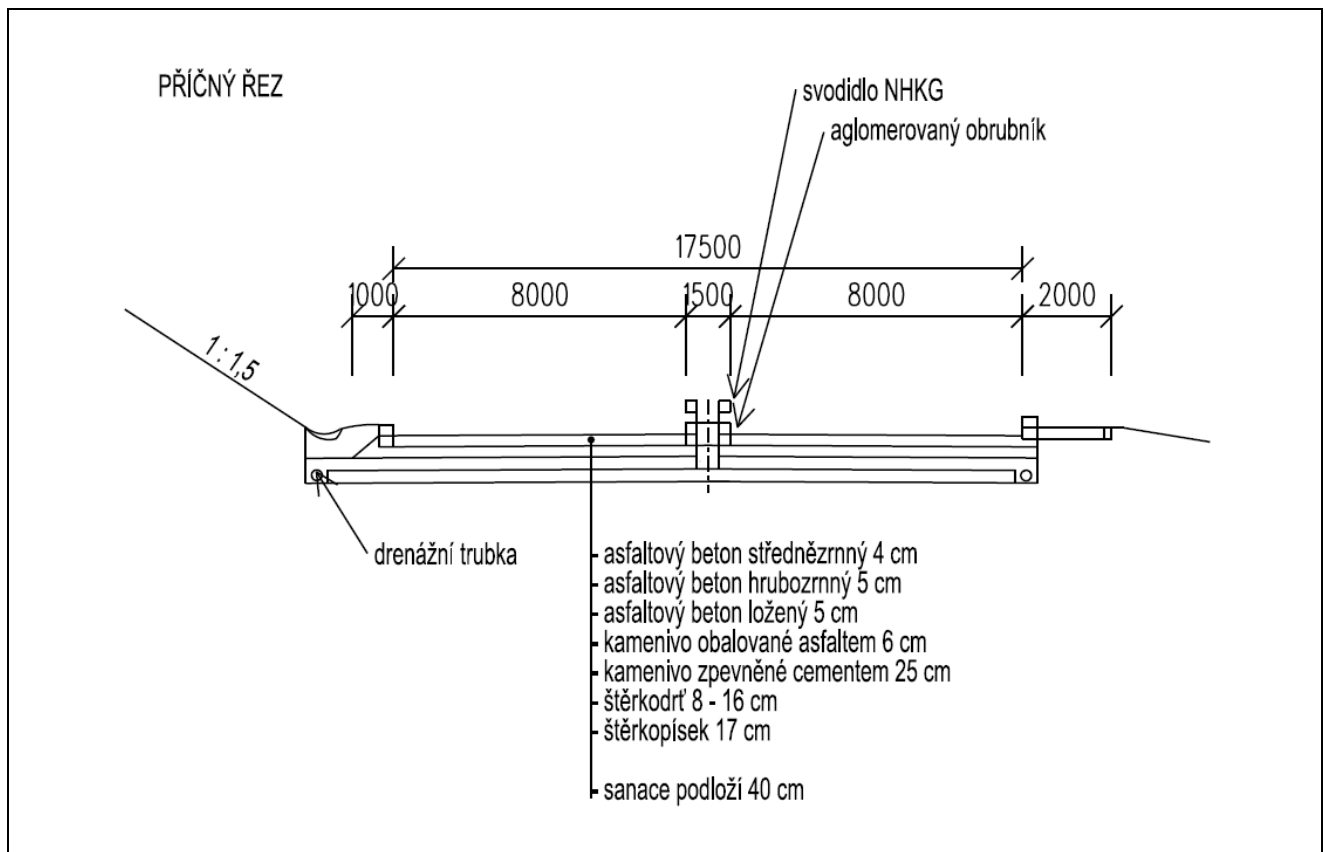 PŘÍČNÝ ŘEZ
svodidlo NHKG
aglomerovaný obrubník
17500
1000 8000 1500 8000 2000
1 : 1,5
drenážní trubka
asfaltový beton střednězrnný 4 cm
asfaltový beton hrubozrnný 5 cm
asfaltový beton ložený 5 cm
kamenivo obalované asfaltem 6 cm
kamenivo zpevněné cementem 25 cm
štěrkodrť 8 - 16 cm
štěrkopísek 17 cm
sanace podloží 40 cm